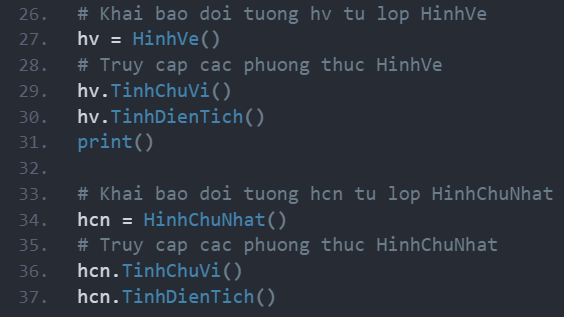 26. # Khai bao doi tuong hv tu lop HinhVe
27. hv = HinhVe()
28. # Truy cap cac phuong thuc HinhVe
29. hv.TinhChuVi()
30. hv.TinhDienTich()
31. print()
32.
33. # Khai bao doi tuong hcn tu lop HinhChuNhat
34. hcn = HinhChuNhat()
35. # Truy cap cac phuong thuc HinhChuNhat
36. hcn.TinhChuVi()
37. hcn.TinhDienTich()